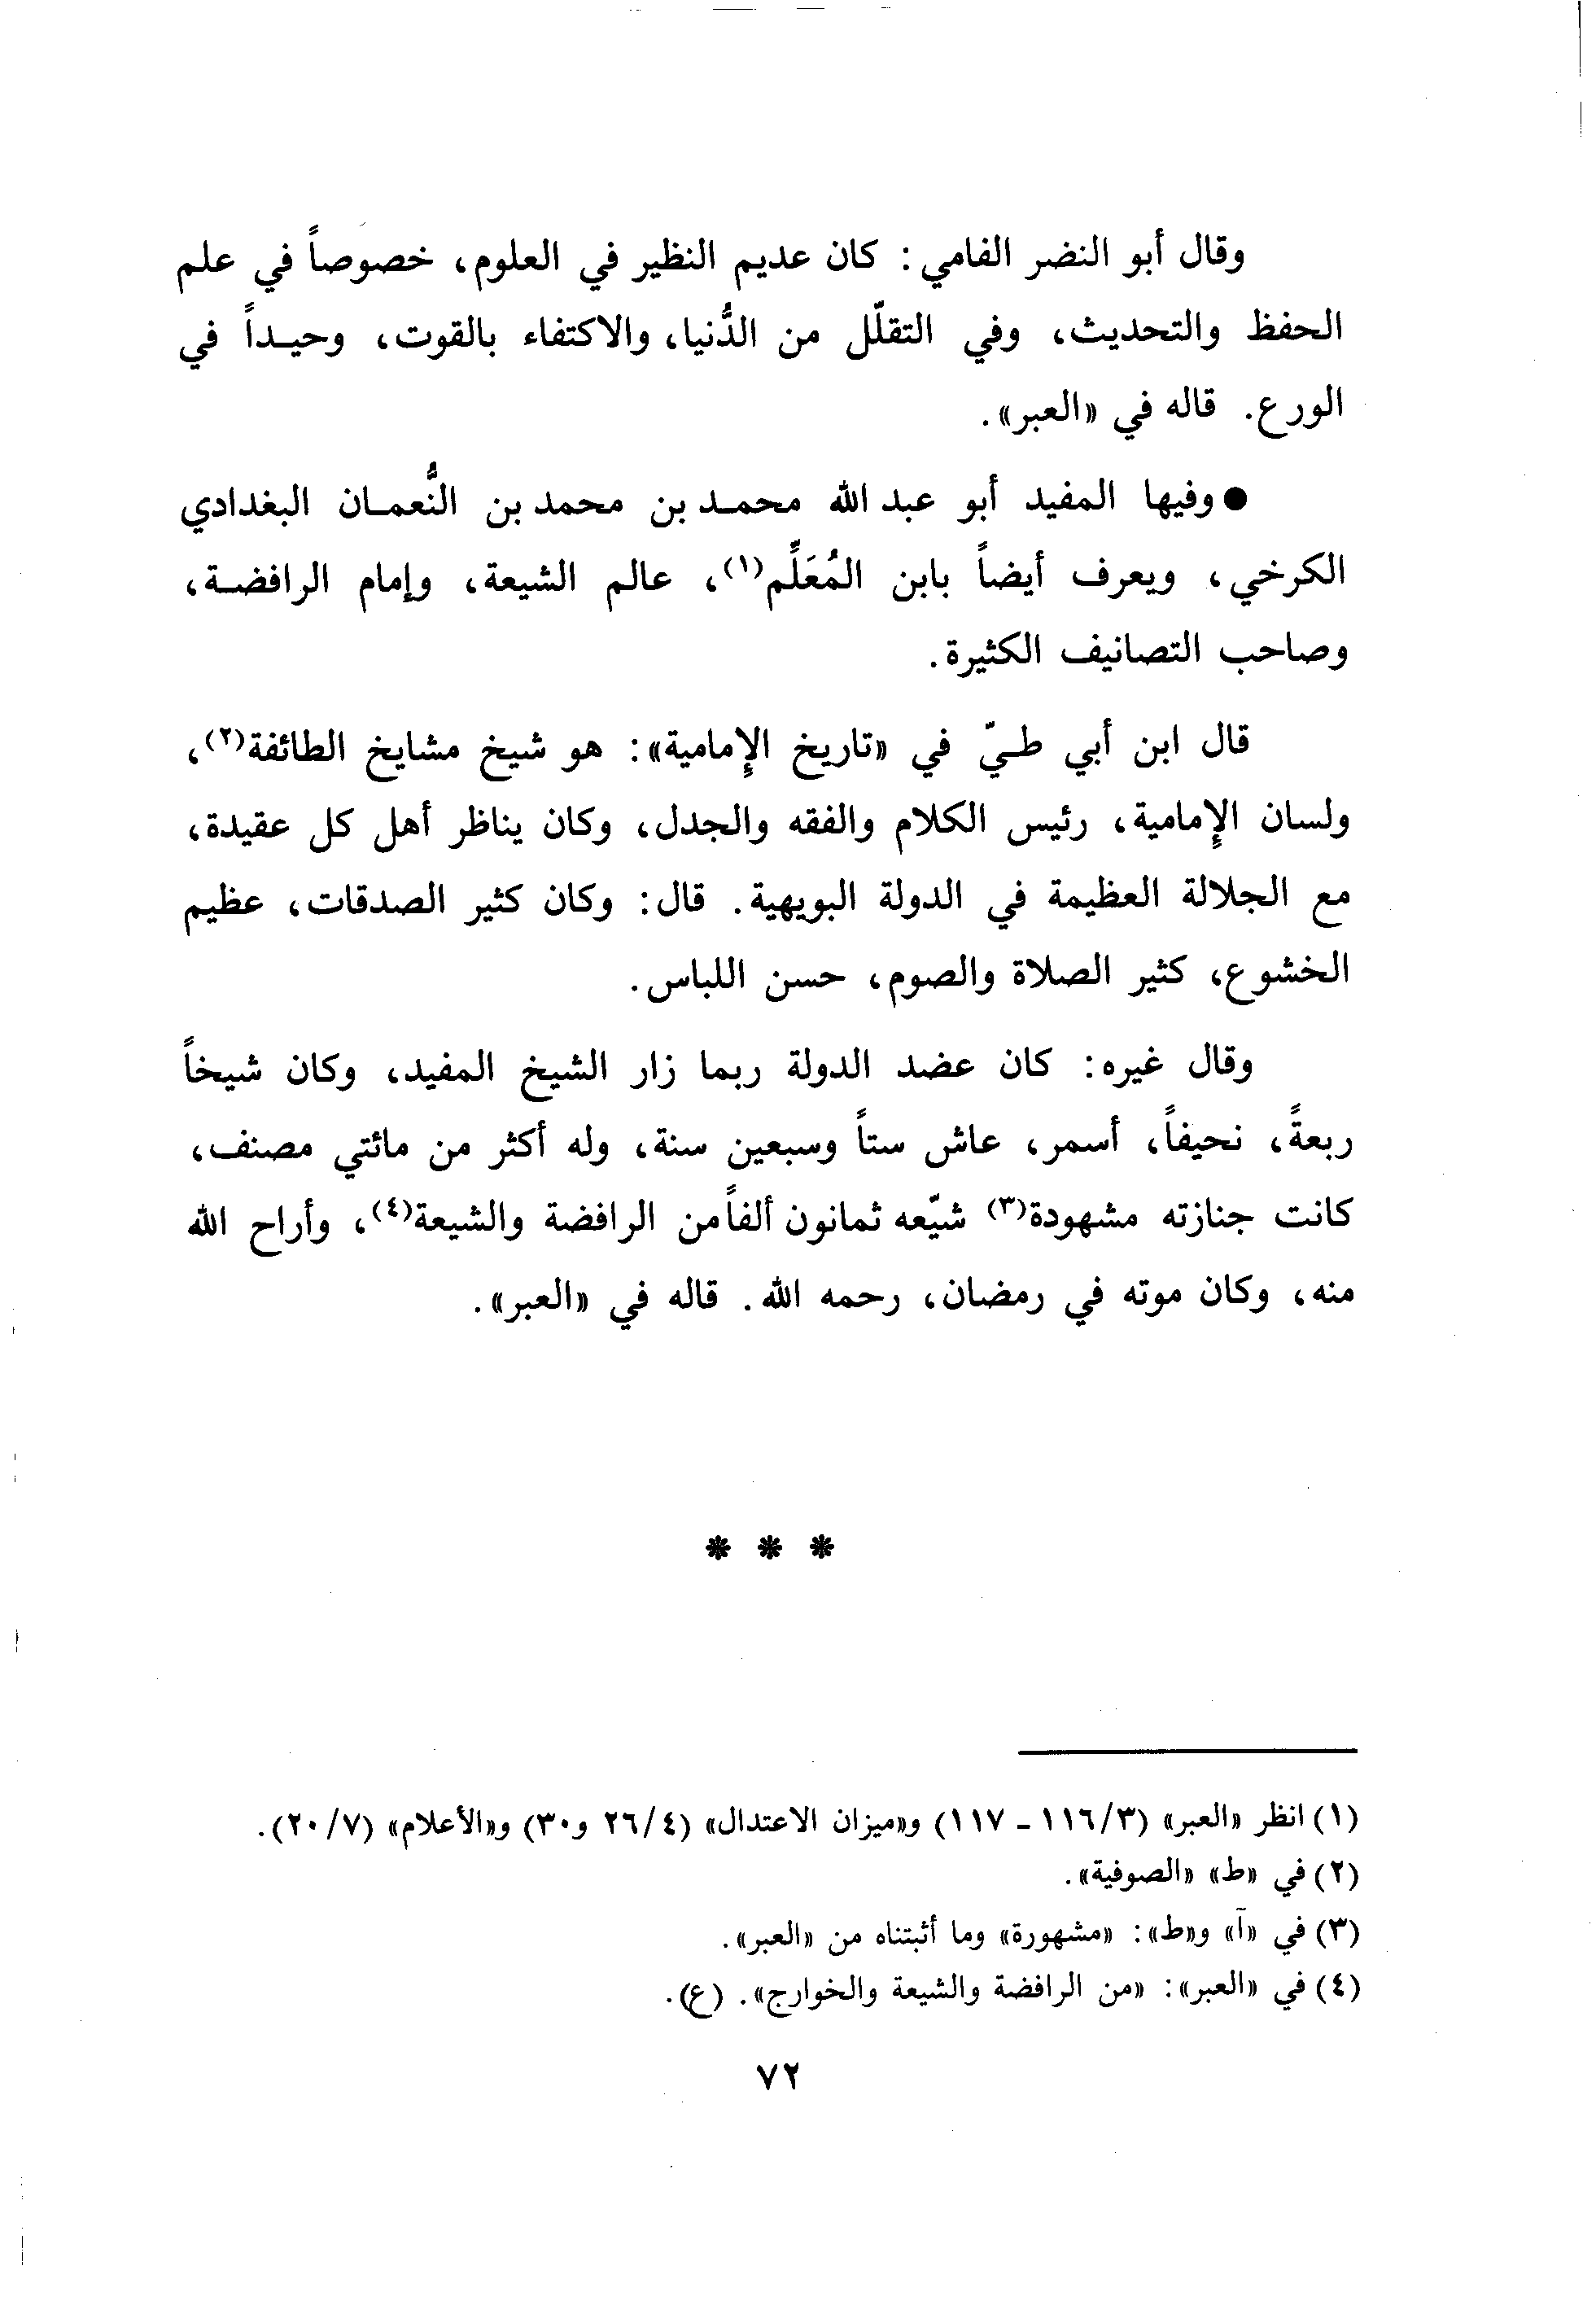 وقال أبو النضر الفامي: كان عديم النظير في العلوم، خصوصاً في علم
الحفظ والتحديث، وفي التقلّل من الدُّنيا، والاكتفاء بالقوت، وحيـداً في
الورع. قاله في «العبر».
● وفيها المفيد أبو عبد الله محمـد بن محمد بن النُّعمـان البغدادي
الكرخي، ويعرف أيضاً بابن المُعَلِّم(١)، عالم الشيعة، وإمام الرافضـة،
وصاحب التصانيف الكثيرة.
قال ابن أبي طـيّ في «تاريخ الإمامية»: هو شيخ مشايخ الطائفة(٢)،
ولسان الإمامية، رئيس الكلام والفقه والجدل، وكان يناظر أهل كل عقيدة،
مع الجلالة العظيمة في الدولة البويهية. قال: وكان كثير الصدقات، عظيم
الخشوع، كثير الصلاة والصوم، حسن اللباس.
وقال غيره: كان عضد الدولة ربما زار الشيخ المفيد، وكان شيخاً
ربعةً، نحيفاً، أسمر، عاش ستاً وسبعين سنة، وله أكثر من مائتي مصنف،
كانت جنازته مشهودة(٣) شيّعه ثمانون ألفاً من الرافضة والشيعة(٤)، وأراح الله
منه، وكان موته في رمضان، رحمه الله. قاله في «العبر».
* * *
(١) انظر «العبر» (٣/١١٦ - ١١٧) و«ميزان الاعتدال» (٤/٢٦ و٣٠) و«الأعلام» (٧/٢٠).
(٢) في «ط» «الصوفية».
(٣) في «آ» و«ط»: «مشهورة» وما أثبتناه من «العبر».
(٤) في «العبر»: «من الرافضة والشيعة والخوارج». (ع).
٧٢